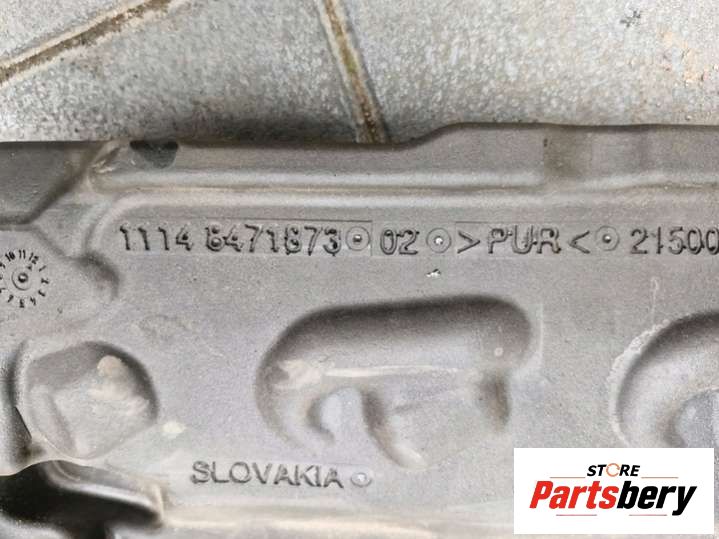 1114 8471873 02 >PUR< 21500
SLOVAKIA
STORE
Partsbery